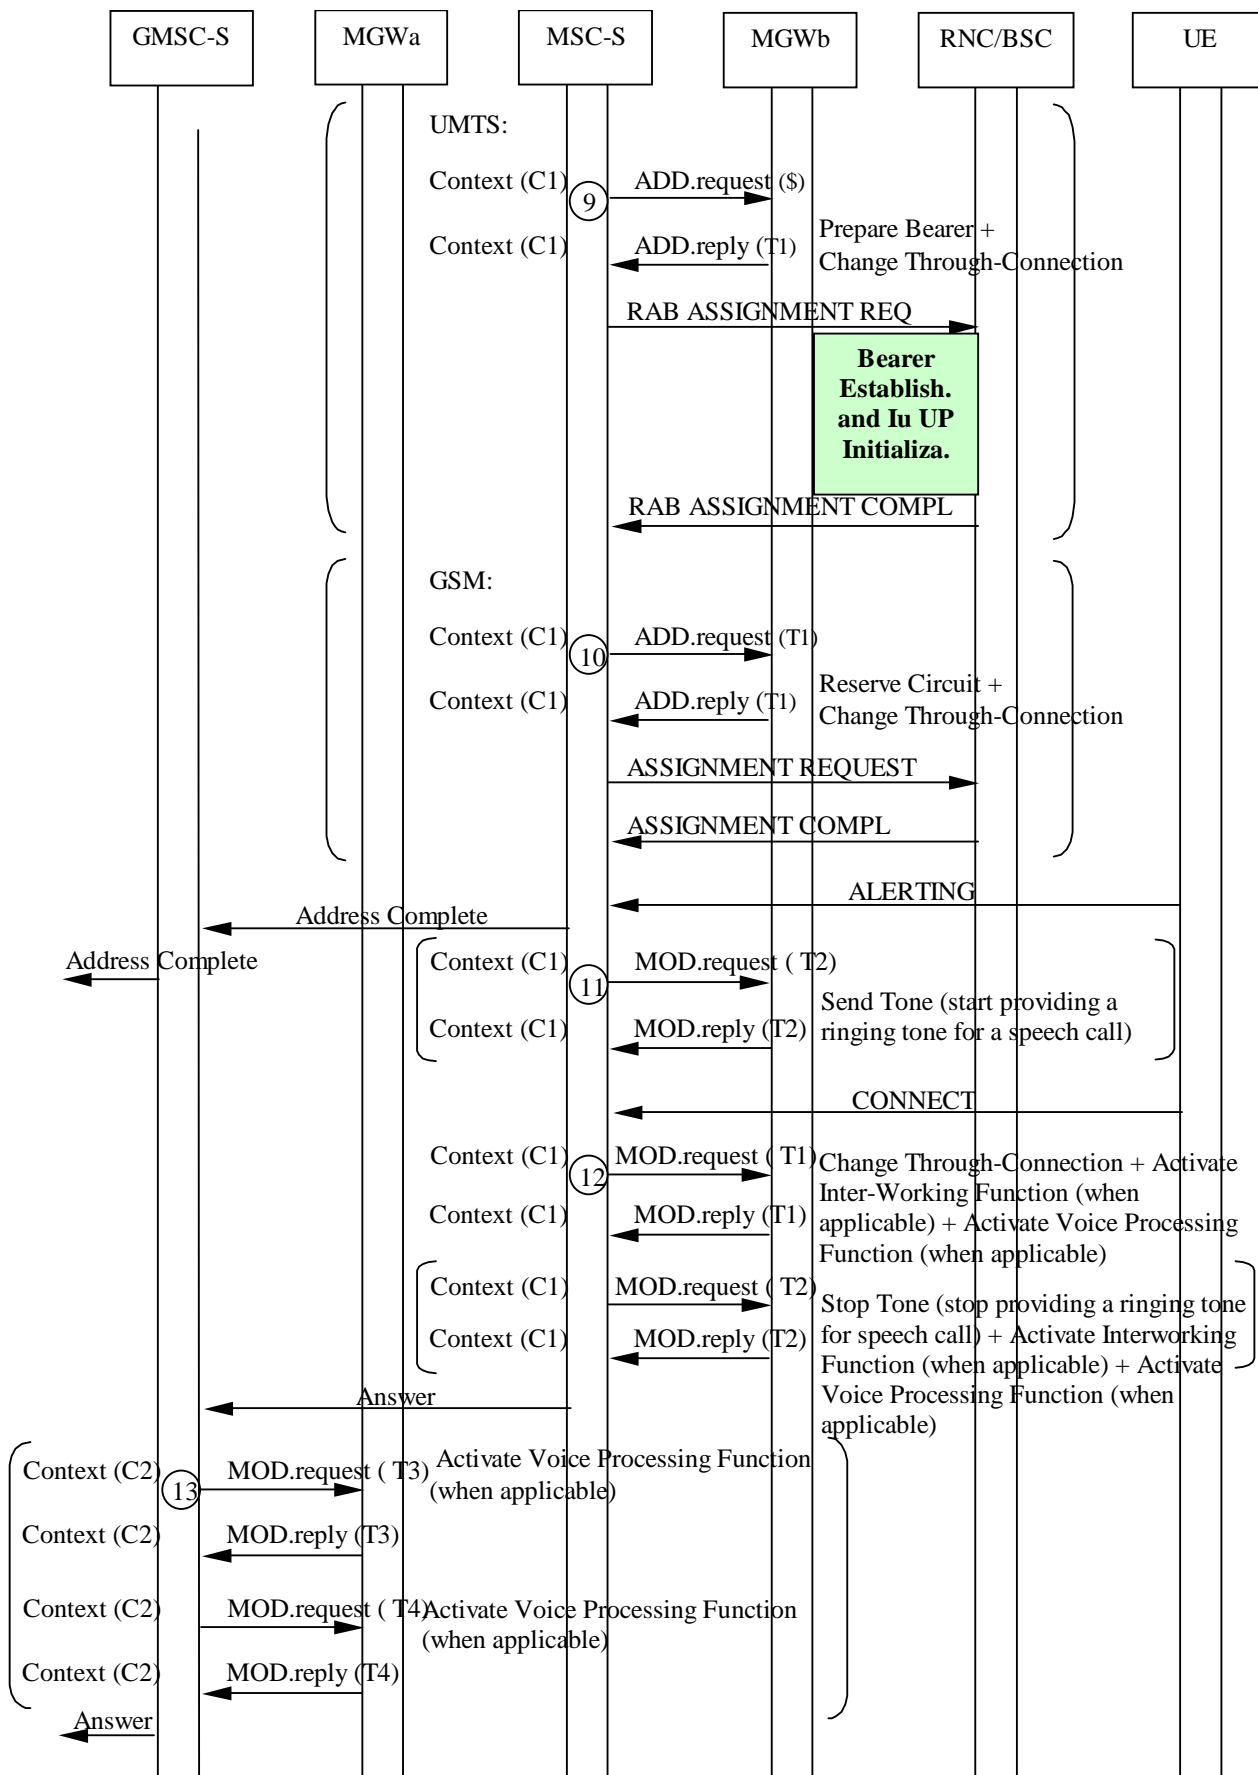 GMSC-S
MGWa
MSC-S
MGWb
RNC/BSC
UE
UMTS:
Context (C1)
9
ADD.request ($)
Context (C1)
ADD.reply (T1)
Prepare Bearer +
Change Through-Connection
RAB ASSIGNMENT REQ
Bearer
Establish.
and Iu UP
Initializa.
RAB ASSIGNMENT COMPL
GSM:
Context (C1)
10
ADD.request (T1)
Context (C1)
ADD.reply (T1)
Reserve Circuit +
Change Through-Connection
ASSIGNMENT REQUEST
ASSIGNMENT COMPL
ALERTING
Address Complete
Address Complete
Context (C1)
11
MOD.request ( T2)
Context (C1)
MOD.reply (T2)
Send Tone (start providing a
ringing tone for a speech call)
CONNECT
Context (C1)
12
MOD.request ( T1)
Context (C1)
MOD.reply (T1)
Change Through-Connection + Activate
Inter-Working Function (when
applicable) + Activate Voice Processing
Function (when applicable)
Context (C1)
MOD.request ( T2)
Context (C1)
MOD.reply (T2)
Stop Tone (stop providing a ringing tone
for speech call) + Activate Interworking
Function (when applicable) + Activate
Voice Processing Function (when
applicable)
Answer
Context (C2)
13
MOD.request ( T3)
Activate Voice Processing Function
(when applicable)
Context (C2)
MOD.reply (T3)
Context (C2)
MOD.request ( T4)
Activate Voice Processing Function
(when applicable)
Context (C2)
MOD.reply (T4)
Answer